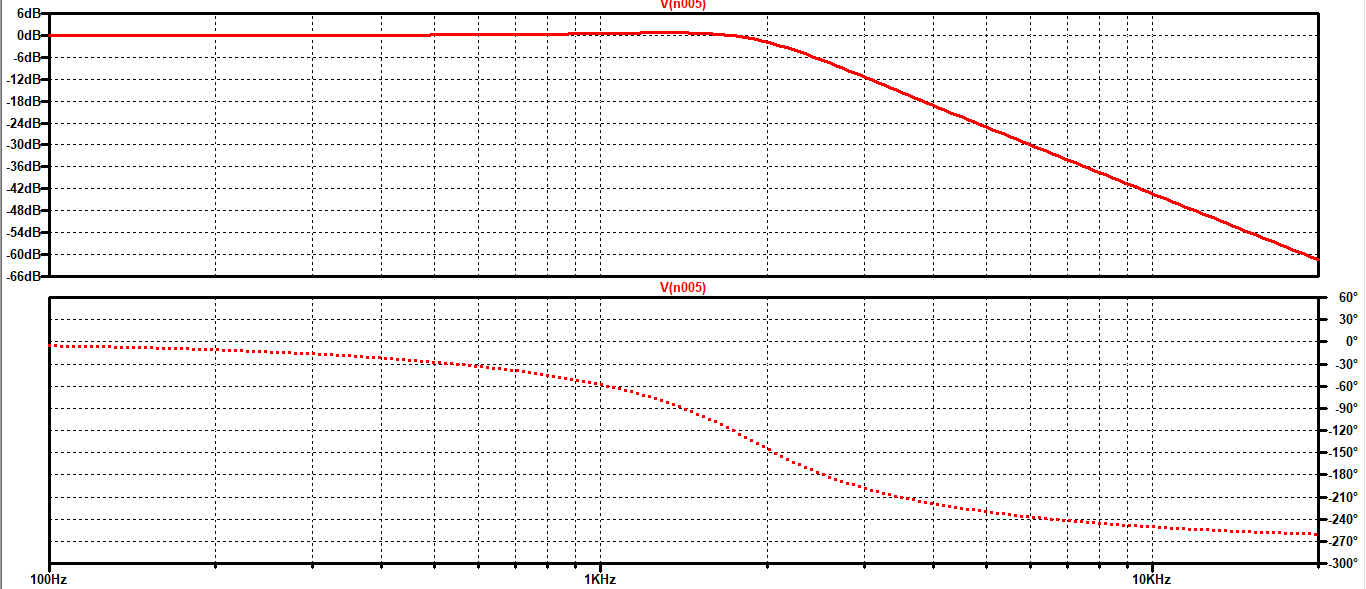 V(n005)
6dB
0dB
-6dB
-12dB
-18dB
-24dB
-30dB
-36dB
-42dB
-48dB
-54dB
-60dB
-66dB
V(n005)
60°
30°
0°
-30°
-60°
-90°
-120°
-150°
-180°
-210°
-240°
-270°
-300°
100Hz 1KHz 10KHz